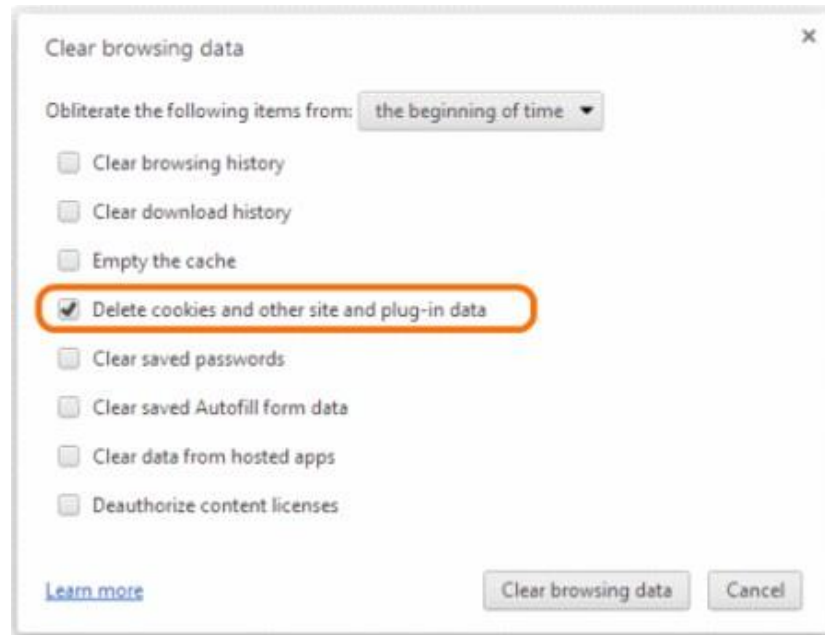 Clear browsing data
Obliterate the following items from: the beginning of time
Clear browsing history
Clear download history
Empty the cache
Delete cookies and other site and plug-in data
Clear saved passwords
Clear saved Autofill form data
Clear data from hosted apps
Deauthorize content licenses
Learn more Clear browsing data Cancel